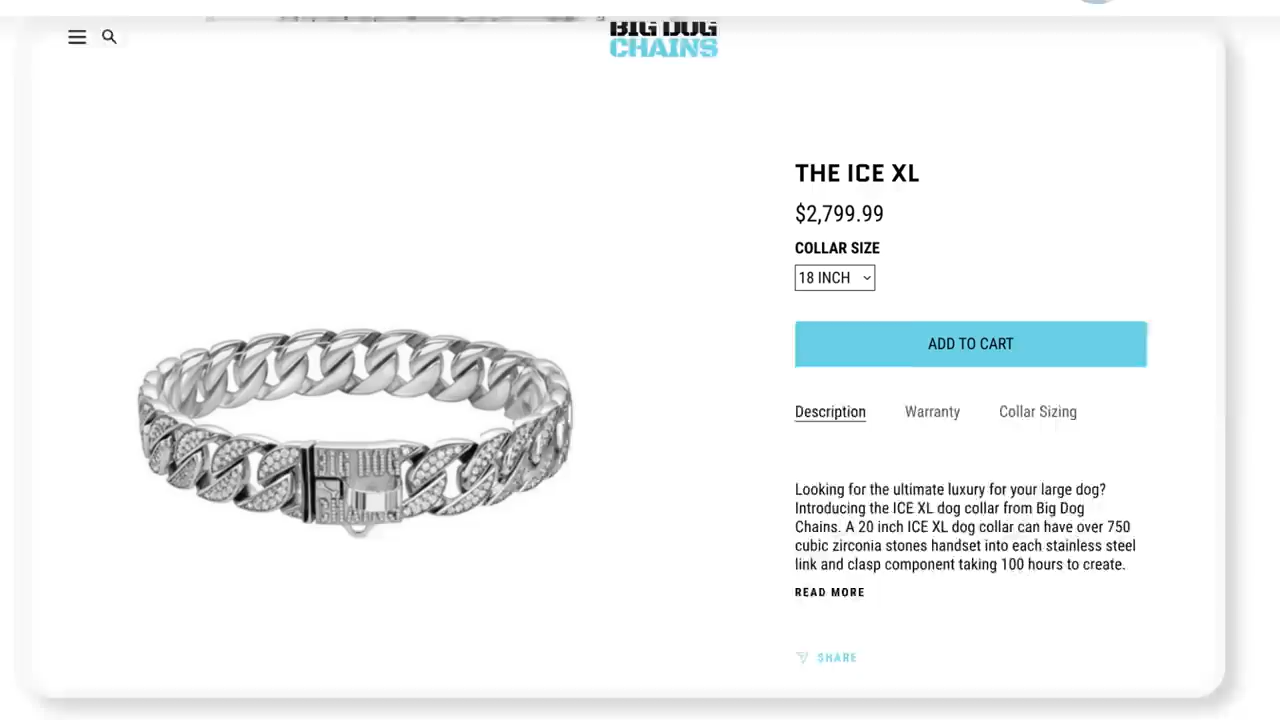 BIG DOG
CHAINS
THE ICE XL
$2,799.99
COLLAR SIZE
18 INCH
ADD TO CART
Description Warranty Collar Sizing
Looking for the ultimate luxury for your large dog?
Introducing the ICE XL dog collar from Big Dog
Chains. A 20 inch ICE XL dog collar can have over 750
cubic zirconia stones handset into each stainless steel
link and clasp component taking 100 hours to create.
READ MORE
SHARE
BIG DOG
CHAINS